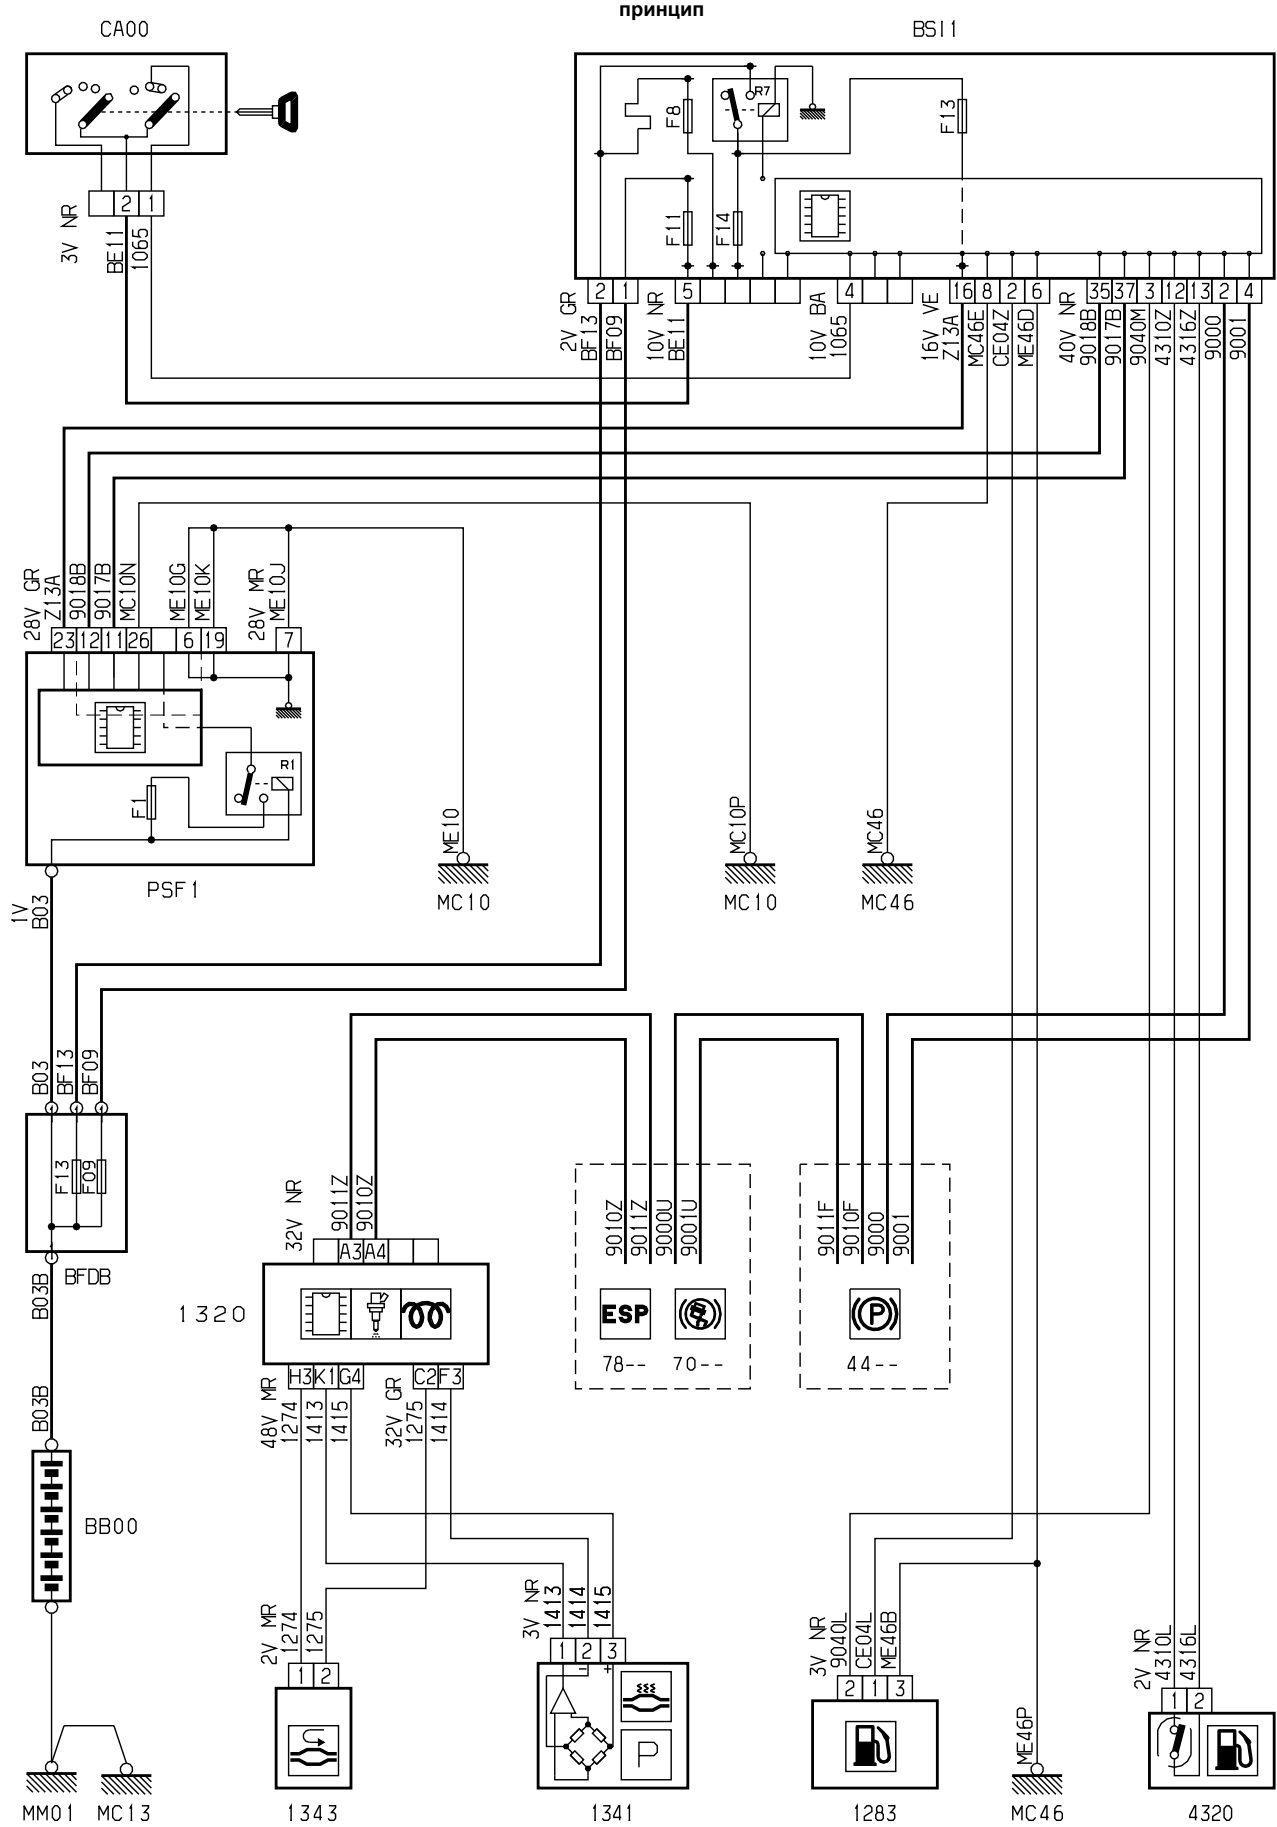 принцип
CA00
BSI1
R7
F8
F13
F11
F14
2 1
3V NR
BE11
1065
2 1 5 4 16 8 2 6 35 37 3 12 13 2 4
2V GR
BF13
BF09
10V NR
BE11
10V BA
1065
16V VE
Z13A
MC46E
CE04Z
ME46D
40V NR
9018B
9017B
9040M
4310Z
4316Z
9000
9001
28V GR
Z13A
9018B
9017B
MC10N
ME10G
ME10K
28V MR
ME10J
23 12 11 26 6 19 7
R1
F1
PSF1
1V
B03
ME10
MC10
MC10P
MC10
MC46
MC46
B03
BF13
BF09
F13
F09
BFDB
B03B
B03B
BB00
MM01
MC13
32V NR
9011Z
9010Z
A3 A4
1320
H3 K1 G4 C2 F3
48V MR
1274
1413
1415
32V GR
1275
1414
9010Z
9011Z
9000U
9001U
ESP
78-- 70--
9011F
9010F
9000
9001
P
44--
2V MR
1274
1275
1 2
1343
3V NR
1413
1414
1415
1 2 3
- +
P
1341
3V NR
9040L
CE04L
ME46B
2 1 3
1283
ME46P
MC46
2V NR
4310L
4316L
1 2
4320